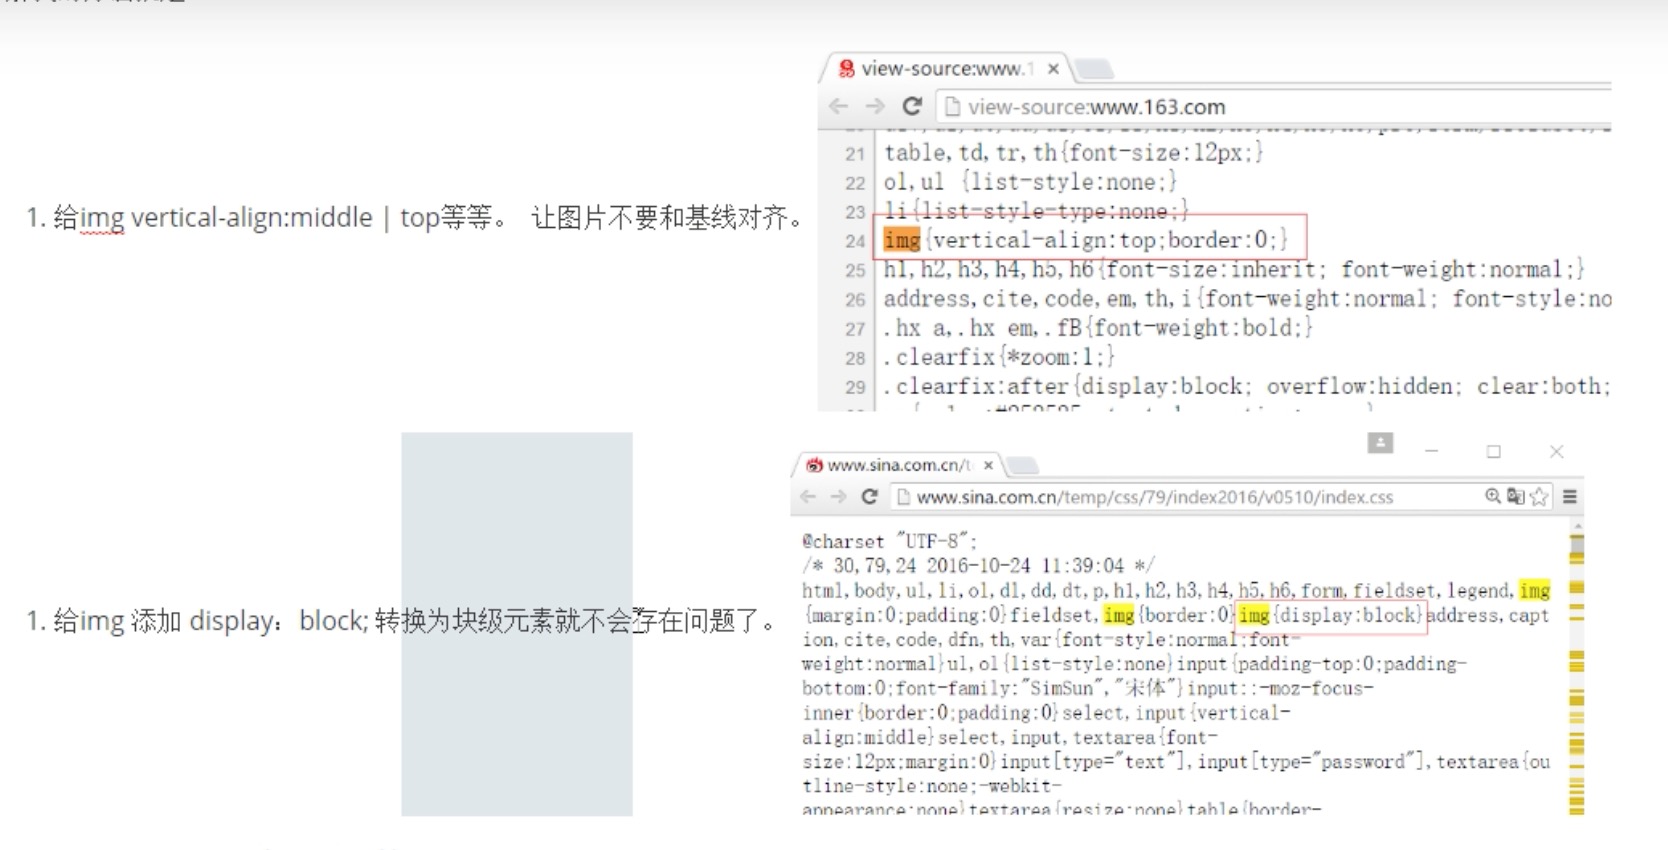 1. 给img vertical-align:middle | top等等。 让图片不要和基线对齐。
view-source:www.1
view-source:www.163.com
21 table,td,tr,th{font-size:12px;}
22 ol,ul {list-style:none;}
23 li{list-style-type:none;}
24 img{vertical-align:top;border:0;}
25 h1,h2,h3,h4,h5,h6{font-size:inherit; font-weight:normal;}
26 address,cite,code,em,th,i{font-weight:normal; font-style:no
27 .hx a,.hx em,.fB{font-weight:bold;}
28 .clearfix{*zoom:1;}
29 .clearfix:after{display:block; overflow:hidden; clear:both;
1. 给img 添加 display：block; 转换为块级元素就不会存在问题了。
www.sina.com.cn/t
www.sina.com.cn/temp/css/79/index2016/v0510/index.css
@charset "UTF-8";
/* 30,79,24 2016-10-24 11:39:04 */
html,body,ul,li,ol,dl,dd,dt,p,h1,h2,h3,h4,h5,h6,form,fieldset,legend,img
{margin:0;padding:0}fieldset,img{border:0}img{display:block}address,capt
ion,cite,code,dfn,th,var{font-style:normal;font-
weight:normal}ul,ol{list-style:none}input{padding-top:0;padding-
bottom:0;font-family:"SimSun","宋体"}input::-moz-focus-
inner{border:0;padding:0}select,input{vertical-
align:middle}select,input,textarea{font-
size:12px;margin:0}input[type="text"],input[type="password"],textarea{ou
tline-style:none;-webkit-
appearance:none}textarea{resize:none}table{border-